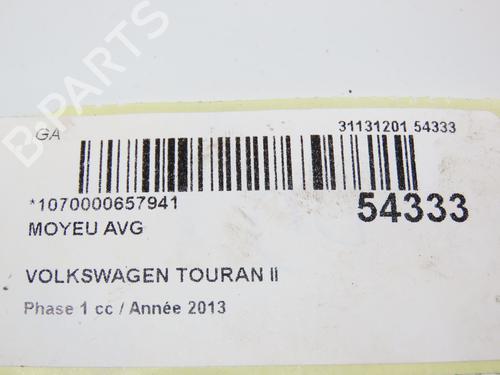 B-PARTS
GA
31131201 54333
*1070000657941
54333
MOYEU AVG
VOLKSWAGEN TOURAN II
Phase 1 cc / Année 2013